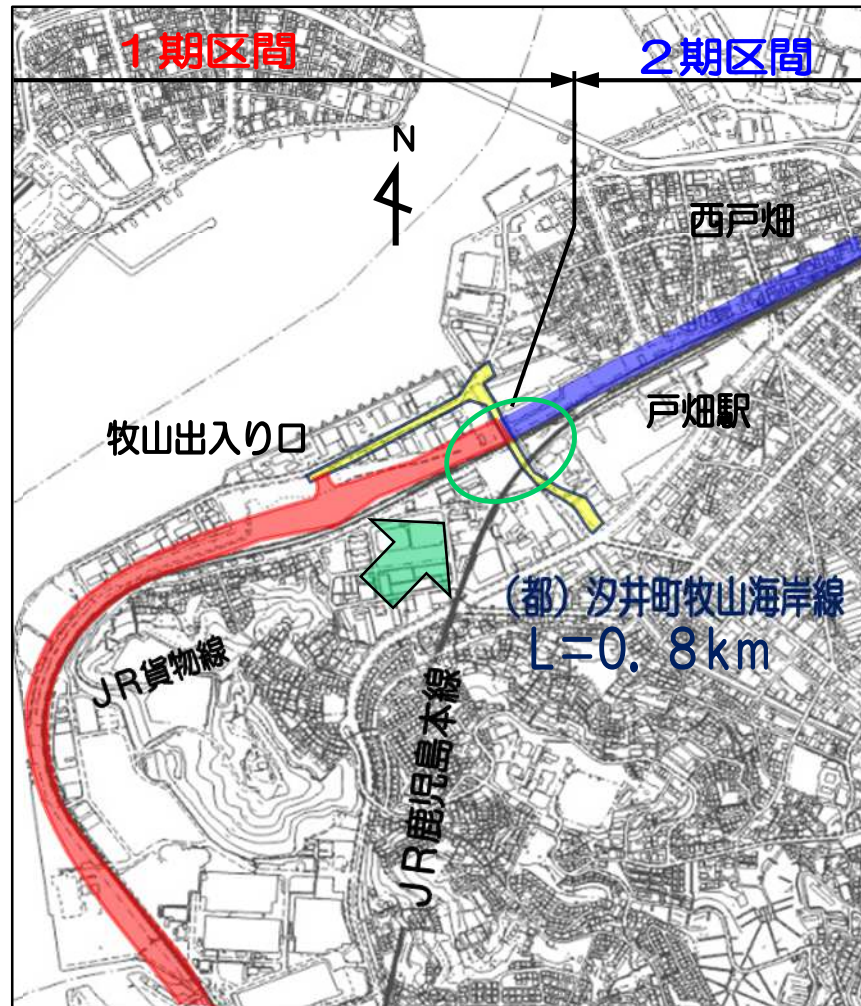 １期区間
２期区間
N
西戸畑
戸畑駅
牧山出入り口
（都）汐井町牧山海岸線
L=0．8km
ＪＲ貨物線
ＪＲ鹿児島本線